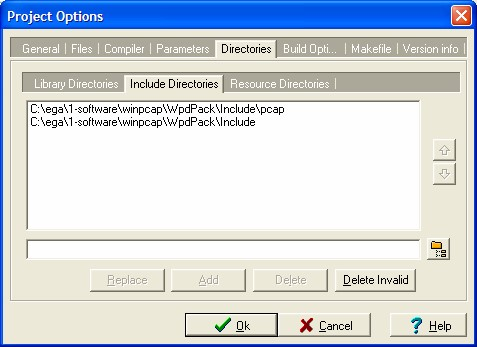 Project Options
General Files Compiler Parameters Directories Build Opti... Makefile Version info
Library Directories Include Directories Resource Directories
C:\ega\1-software\winpcap\WpdPack\Include\pcap
C:\ega\1-software\winpcap\WpdPack\Include
Replace Add Delete Delete Invalid
Ok Cancel ? Help